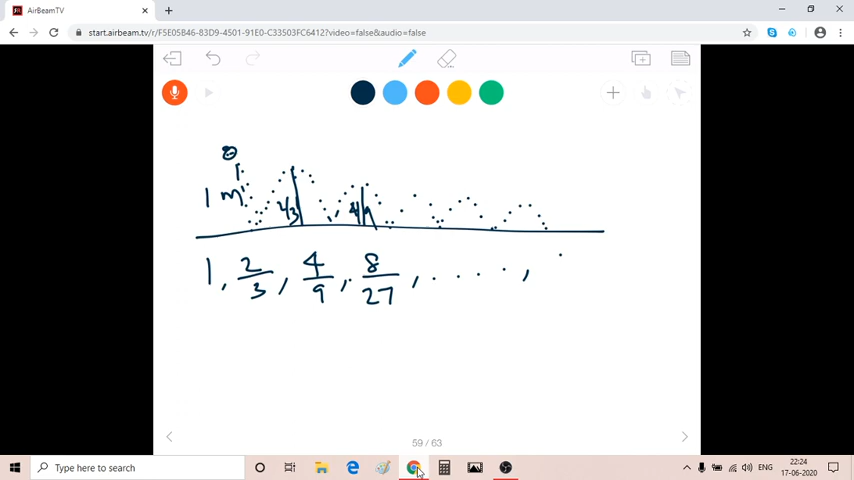 AirBeamTV
start.airbeam.tv/r/F5E05B46-83D9-4501-91E0-C33503FC6412?video=false&audio=false
1 m
2/3
4/9
1, 2/3, 4/9, 8/27, . . . . , .
59 / 63
Type here to search
ENG
22:24
17-06-2020